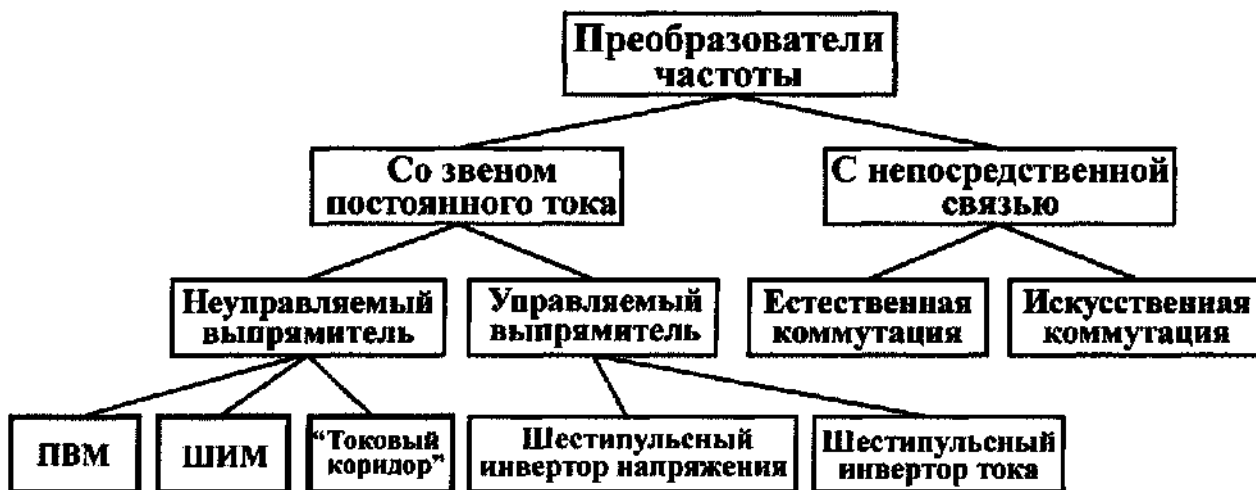 Преобразователи
частоты
Со звеном
постоянного тока
С непосредственной
связью
Неуправляемый
выпрямитель
Управляемый
выпрямитель
Естественная
коммутация
Искусственная
коммутация
ПВМ
ШИМ
“Токовый
коридор”
Шестипульсный
инвертор напряжения
Шестипульсный
инвертор тока